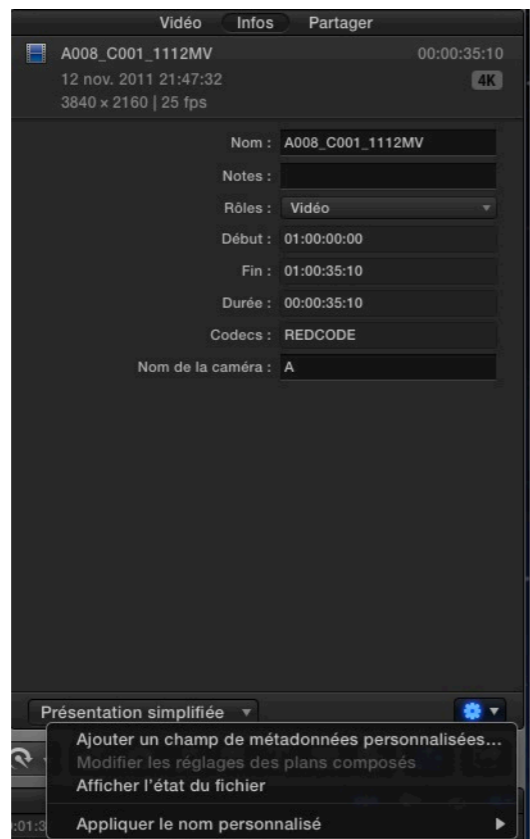 Vidéo Infos Partager
A008_C001_1112MV 00:00:35:10
12 nov. 2011 21:47:32 4K
3840 × 2160 | 25 fps
Nom : A008_C001_1112MV
Notes :
Rôles : Vidéo
Début : 01:00:00:00
Fin : 01:00:35:10
Durée : 00:00:35:10
Codecs : REDCODE
Nom de la caméra : A
Présentation simplifiée
Ajouter un champ de métadonnées personnalisées...
Modifier les réglages des plans composés
Afficher l’état du fichier
Appliquer le nom personnalisé